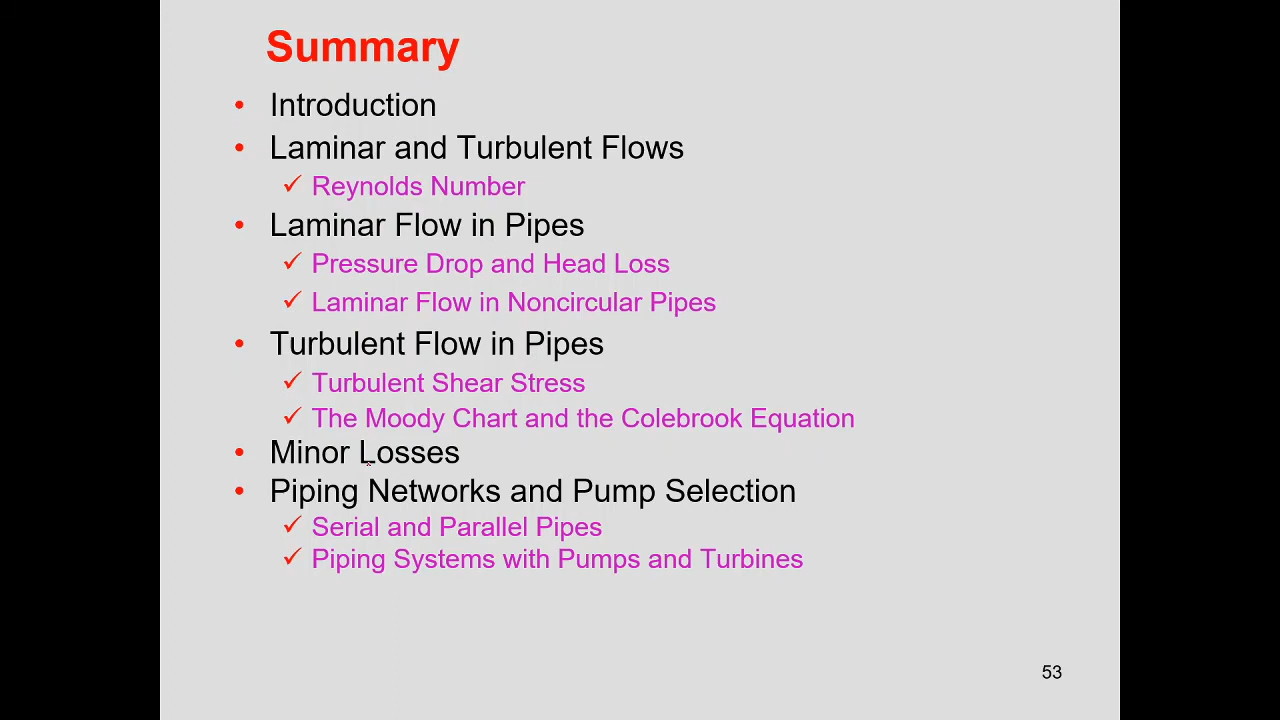 Summary
• Introduction
• Laminar and Turbulent Flows
✓ Reynolds Number
• Laminar Flow in Pipes
✓ Pressure Drop and Head Loss
✓ Laminar Flow in Noncircular Pipes
• Turbulent Flow in Pipes
✓ Turbulent Shear Stress
✓ The Moody Chart and the Colebrook Equation
• Minor Losses
• Piping Networks and Pump Selection
✓ Serial and Parallel Pipes
✓ Piping Systems with Pumps and Turbines
53